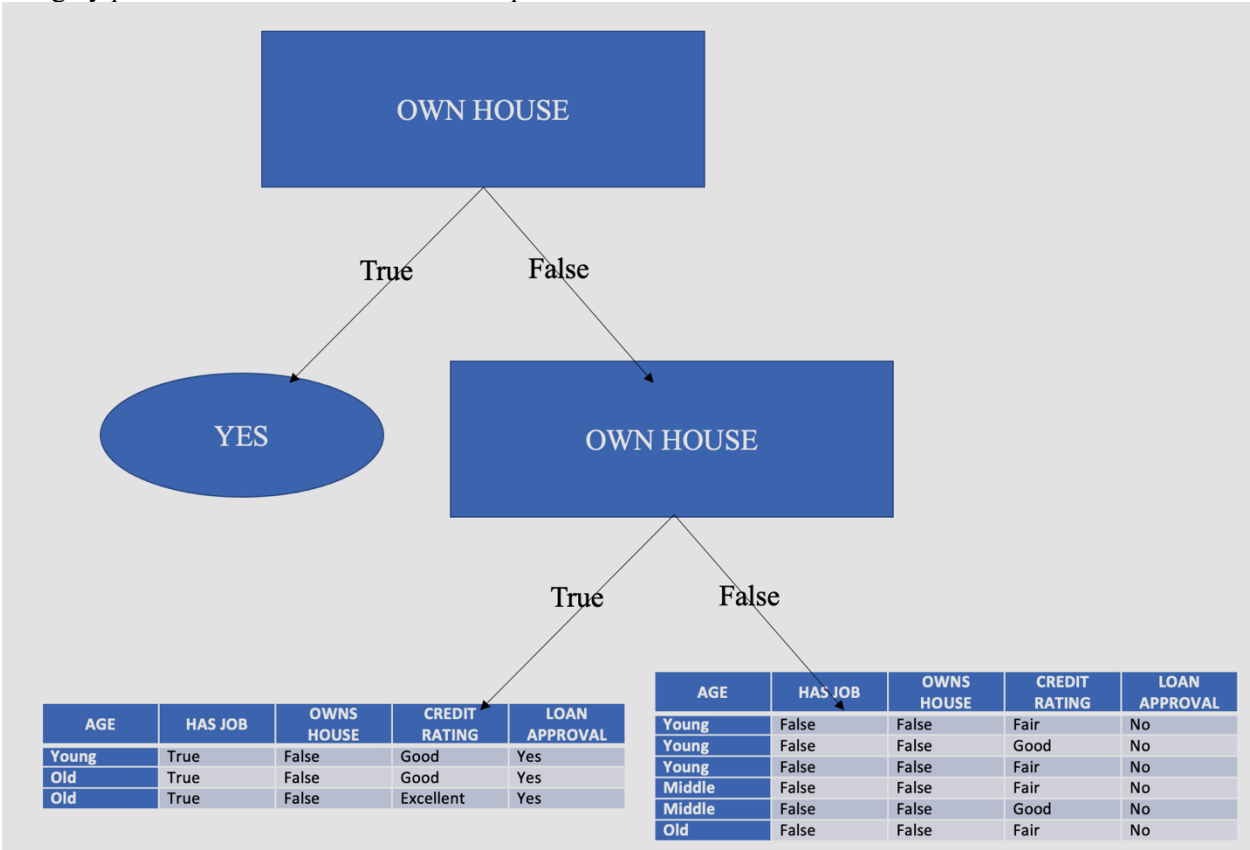 OWN HOUSE
True False
YES
OWN HOUSE
True False
AGE HAS JOB OWNS HOUSE CREDIT RATING LOAN APPROVAL
Young True False Good Yes
Old True False Good Yes
Old True False Excellent Yes
AGE HAS JOB OWNS HOUSE CREDIT RATING LOAN APPROVAL
Young False False Fair No
Young False False Good No
Young False False Fair No
Middle False False Fair No
Middle False False Good No
Old False False Fair No